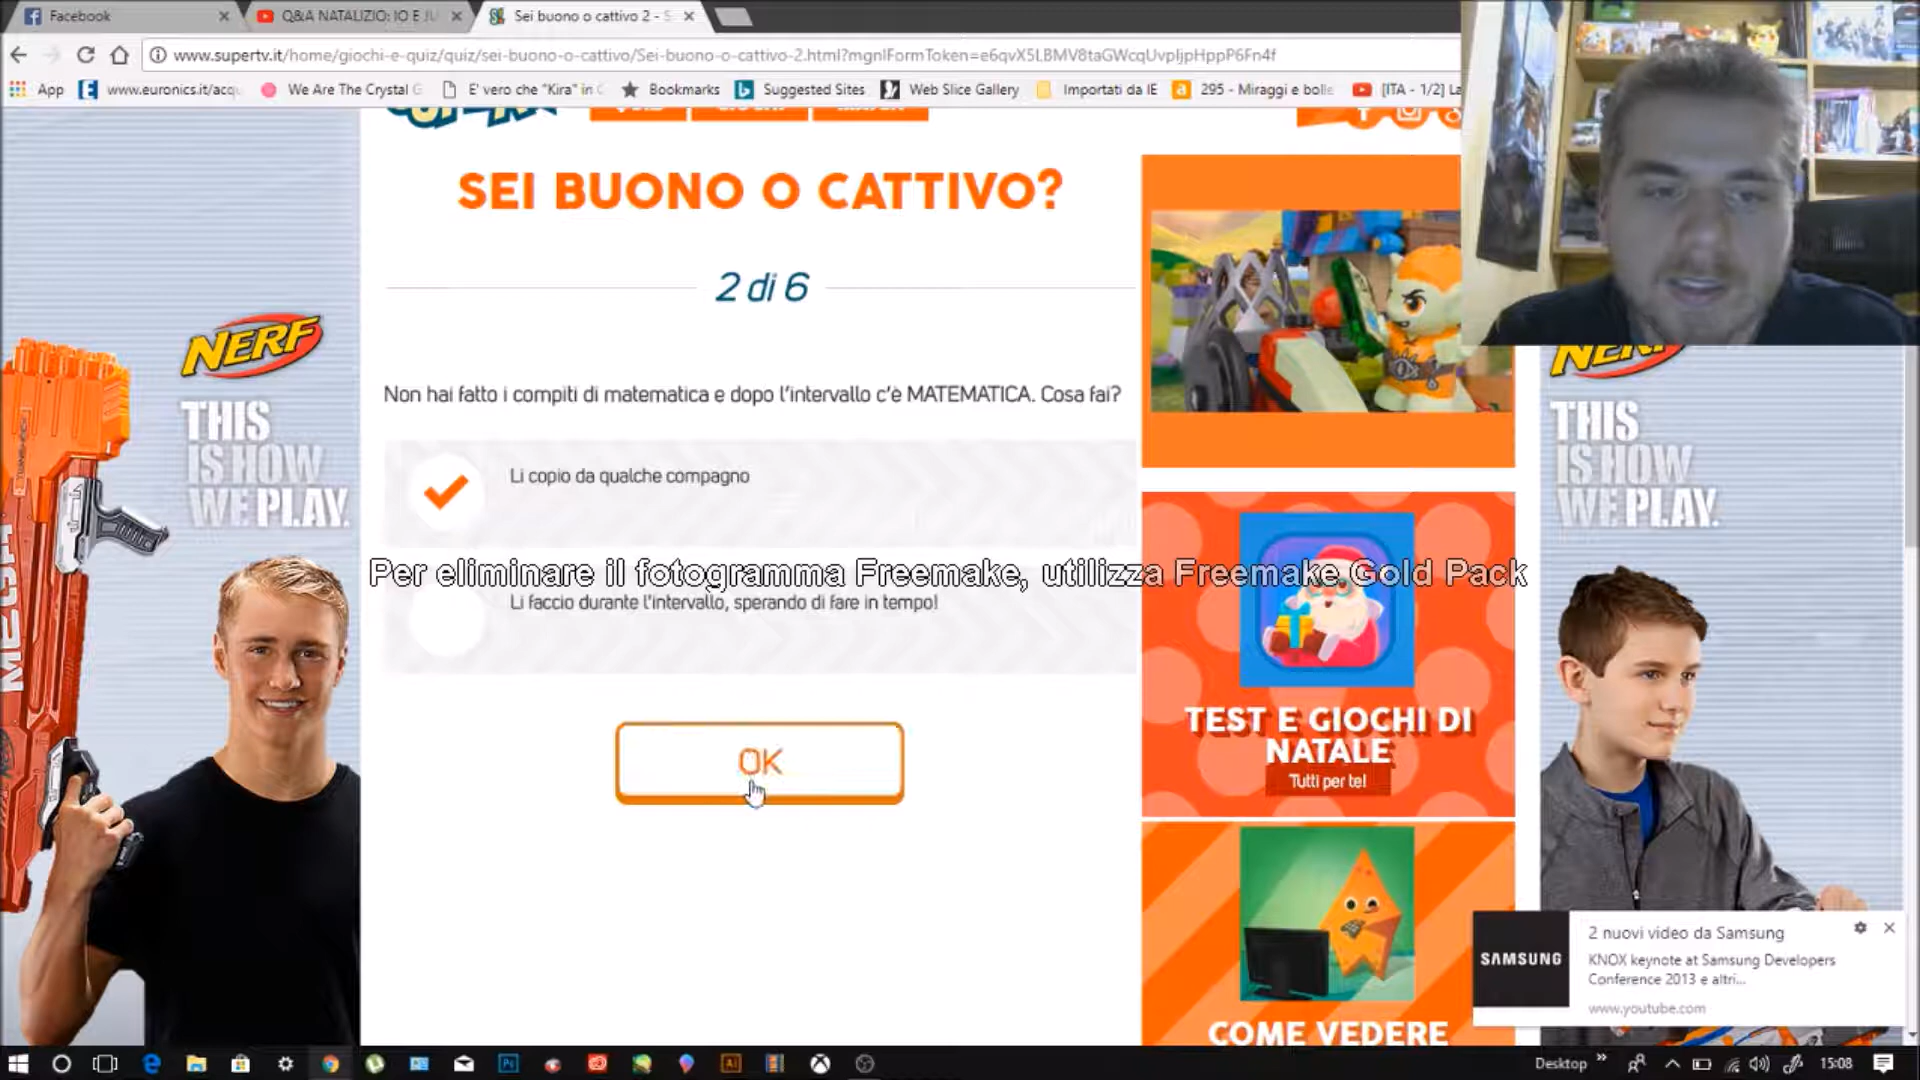 Facebook
Q&A NATALIZIO: IO E JU
Sei buono o cattivo 2 - S
www.supertv.it/home/giochi-e-quiz/quiz/sei-buono-o-cattivo/Sei-buono-o-cattivo-2.html?mgnlFormToken=e6qvX5LBMV8taGWcqUvpljpHppP6Fn4f
App
www.euronics.it/acqu
We Are The Crystal G
E' vero che "Kira" in C
Bookmarks
Suggested Sites
Web Slice Gallery
Importati da IE
295 - Miraggi e bolle
[ITA - 1/2] La
SEI BUONO O CATTIVO?
2 di 6
Non hai fatto i compiti di matematica e dopo l'intervallo c'è MATEMATICA. Cosa fai?
Li copio da qualche compagno
Per eliminare il fotogramma Freemake, utilizza Freemake Gold Pack
Li faccio durante l'intervallo, sperando di fare in tempo!
OK
NERF
THIS
IS HOW
WE PLAY.
MEGA
NERF
THIS
IS HOW
WE PLAY.
TEST E GIOCHI DI
NATALE
Tutti per te!
COME VEDERE
SAMSUNG
2 nuovi video da Samsung
KNOX keynote at Samsung Developers
Conference 2013 e altri...
www.youtube.com
Desktop
15:08